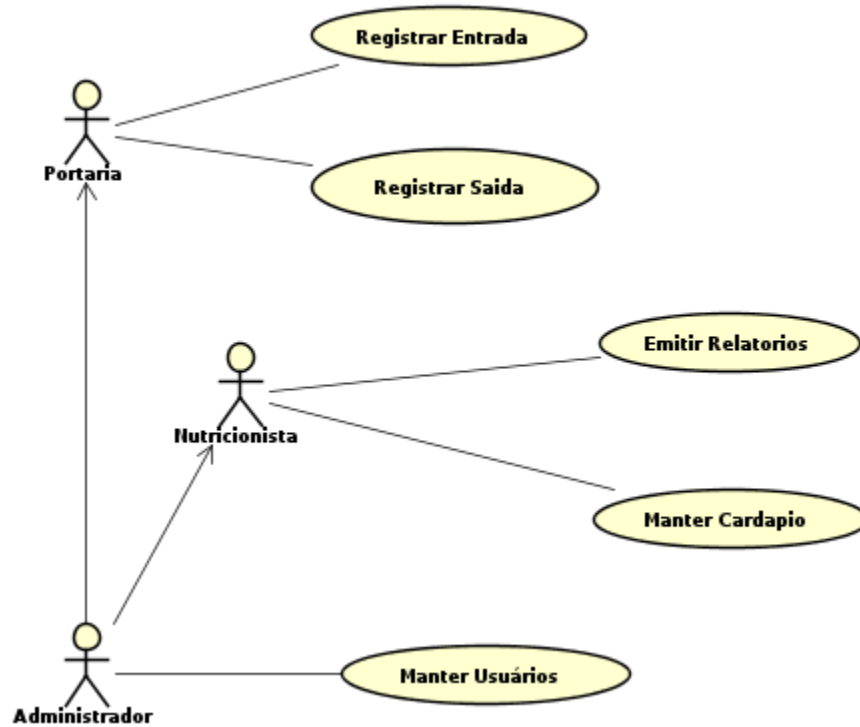 Registrar Entrada
Portaria
Registrar Saida
Emitir Relatorios
Nutricionista
Manter Cardapio
Manter Usuários
Administrador